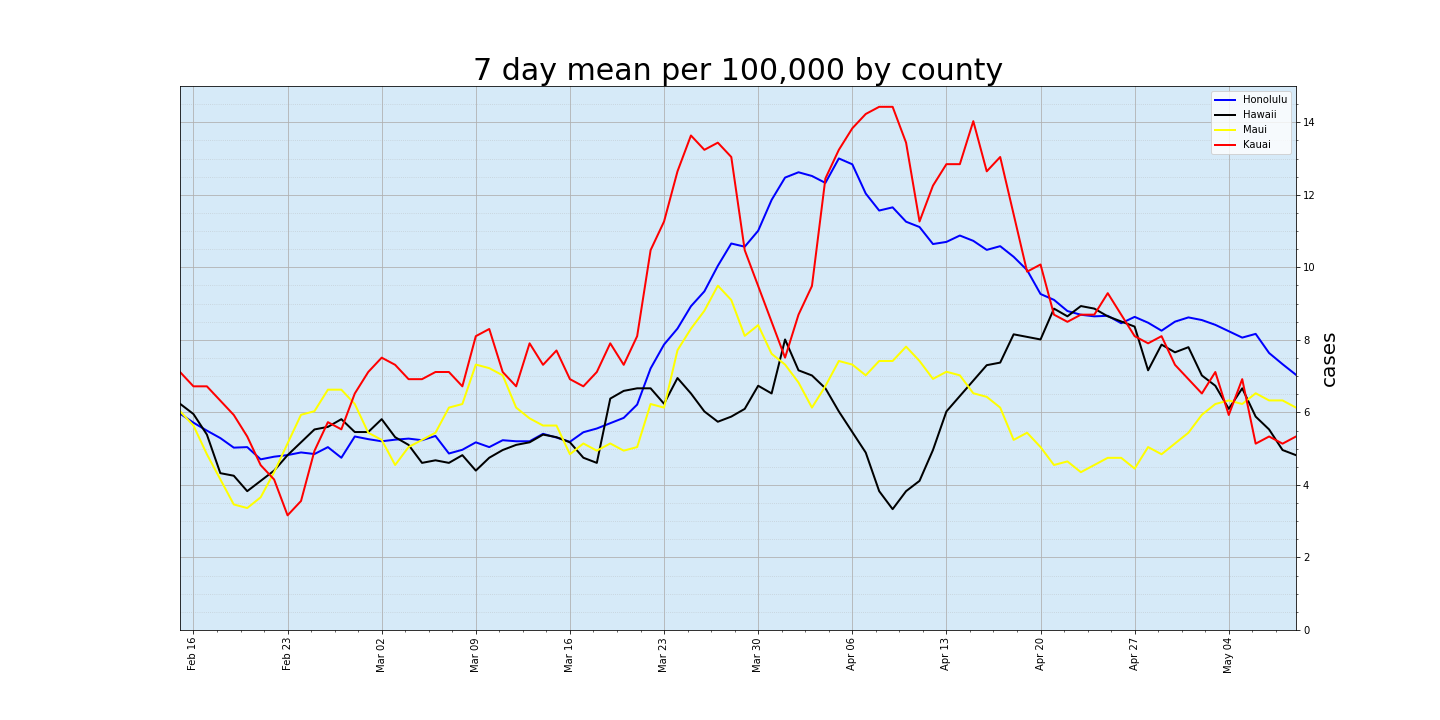 7 day mean per 100,000 by county
Honolulu
Hawaii
Maui
Kauai
14
12
10
8
6
4
2
0
cases
Feb 16
Feb 23
Mar 02
Mar 09
Mar 16
Mar 23
Mar 30
Apr 06
Apr 13
Apr 20
Apr 27
May 04